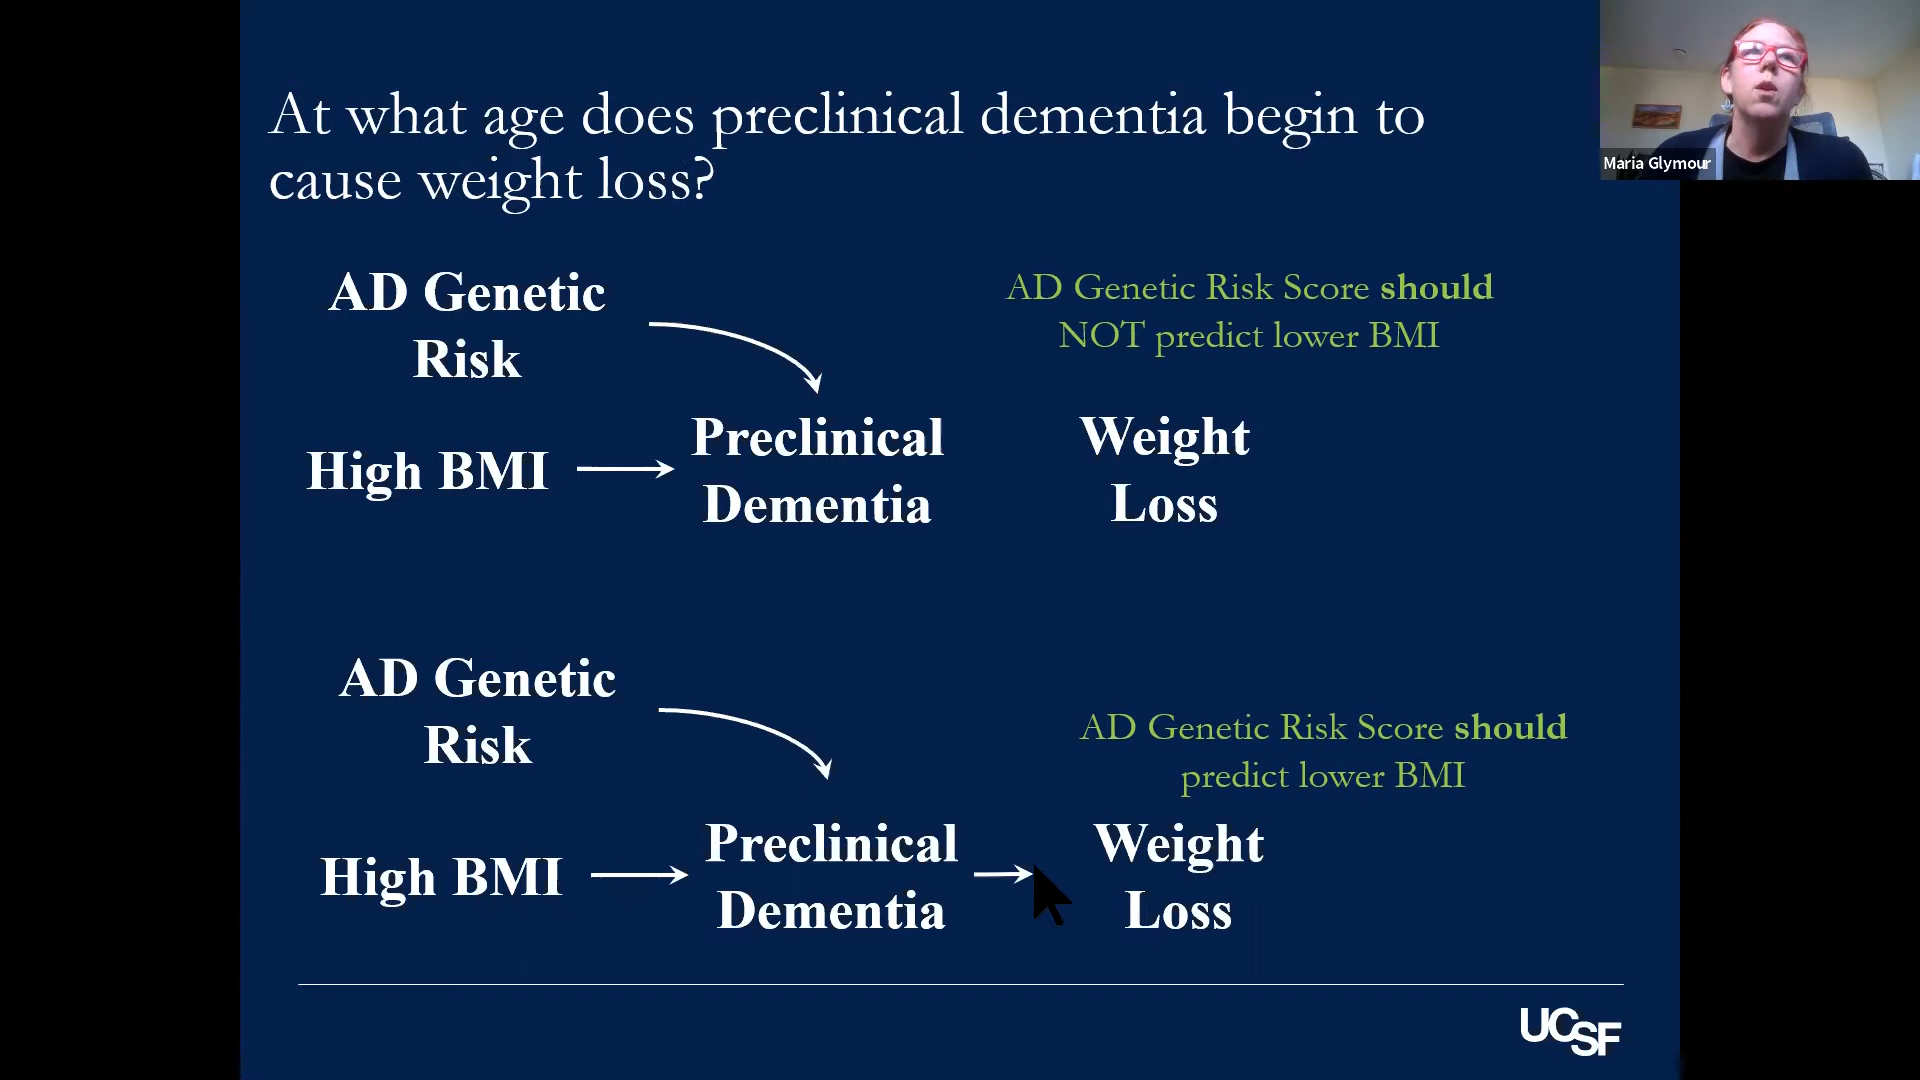 At what age does preclinical dementia begin to
cause weight loss?
Maria Glymour
AD Genetic
Risk
AD Genetic Risk Score should
NOT predict lower BMI
High BMI
Preclinical
Dementia
Weight
Loss
AD Genetic
Risk
AD Genetic Risk Score should
predict lower BMI
High BMI
Preclinical
Dementia
Weight
Loss
UCSF